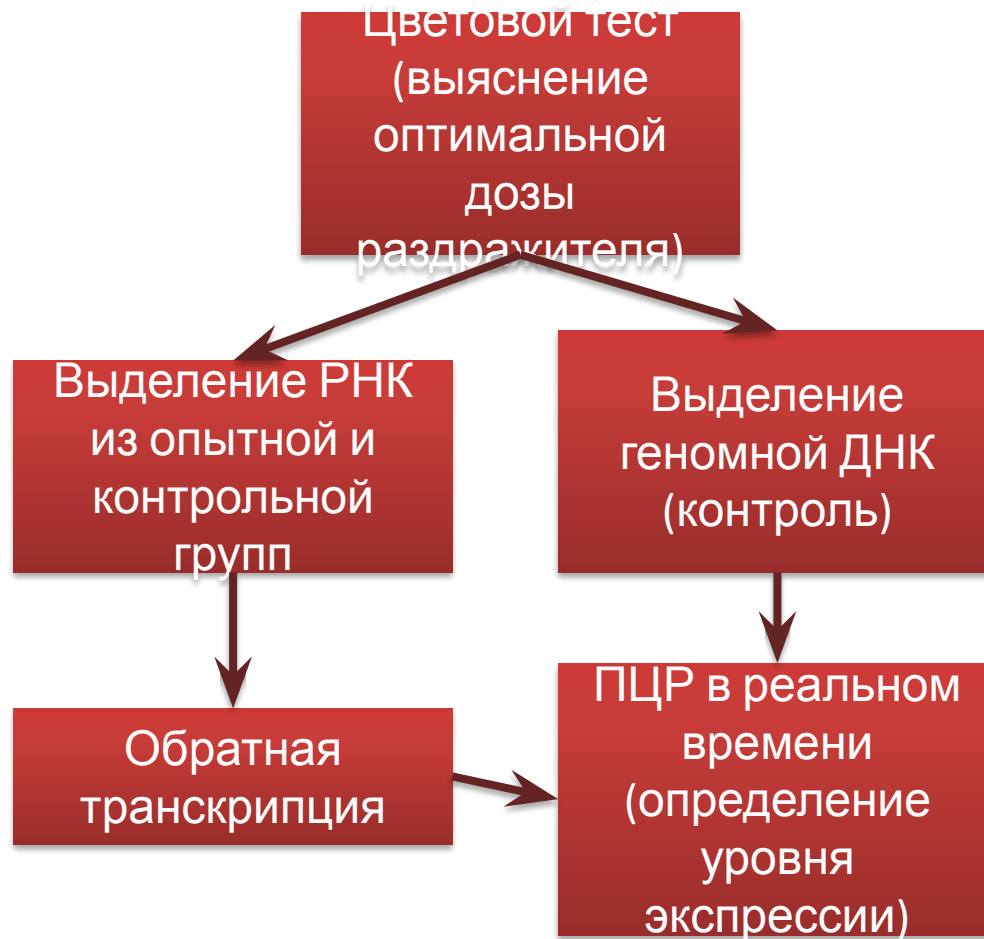 Цветовой тест
(выяснение
оптимальной
дозы
раздражителя)
Выделение РНК
из опытной и
контрольной
групп
Выделение
геномной ДНК
(контроль)
Обратная
транскрипция
ПЦР в реальном
времени
(определение
уровня
экспрессии)